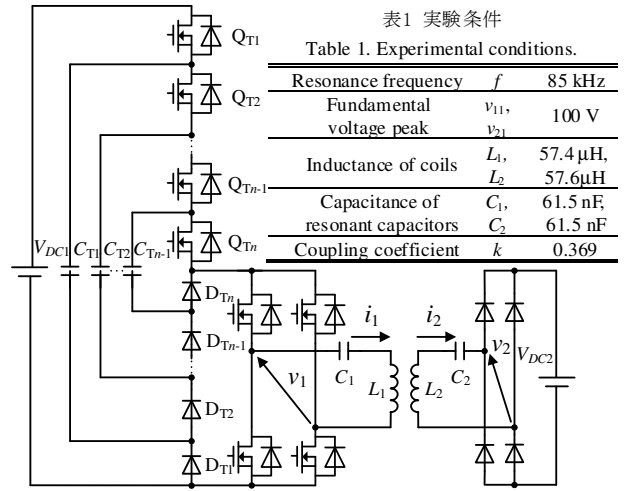 表1 実験条件
Table 1. Experimental conditions.
Resonance frequency f 85 kHz
Fundamental voltage peak v11, v21 100 V
Inductance of coils L1, L2 57.4 μH, 57.6μH
Capacitance of resonant capacitors C1, C2 61.5 nF, 61.5 nF
Coupling coefficient k 0.369
QT1
QT2
QTn-1
QTn
VDC1 CT1 CT2 CTn-1
DTn
DTn-1
DT2
DT1
i1 i2
v1 C1 L1 L2 C2 v2 VDC2